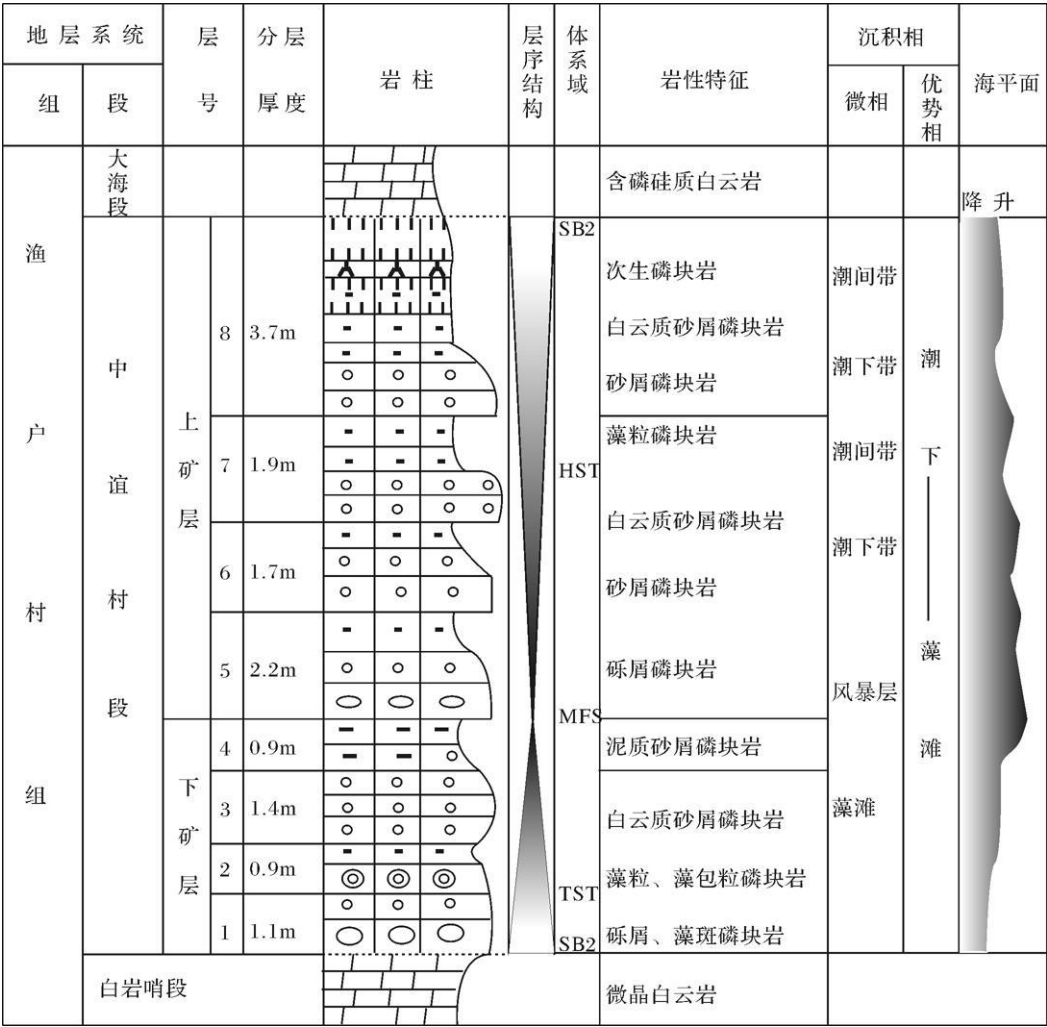 地层系统
层号
分层厚度
岩柱
层序结构
体系域
岩性特征
沉积相
海平面
组
段
微相
优势相
渔户村组
大海段
含磷硅质白云岩
降 升
中谊村段
上矿层
8
3.7m
SB2
次生磷块岩
白云质砂屑磷块岩
砂屑磷块岩
潮间带
潮下带
潮下
藻滩
7
1.9m
HST
藻粒磷块岩
潮间带
白云质砂屑磷块岩
潮下带
6
1.7m
砂屑磷块岩
5
2.2m
砾屑磷块岩
风暴层
MFS
下矿层
4
0.9m
泥质砂屑磷块岩
3
1.4m
白云质砂屑磷块岩
藻滩
2
0.9m
藻粒、藻包粒磷块岩
TST
1
1.1m
砾屑、藻斑磷块岩
SB2
白岩哨段
微晶白云岩